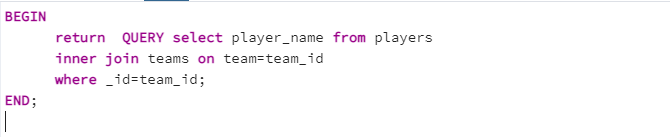 BEGIN
return  QUERY select player_name from players
inner join teams on team=team_id
where _id=team_id;
END;